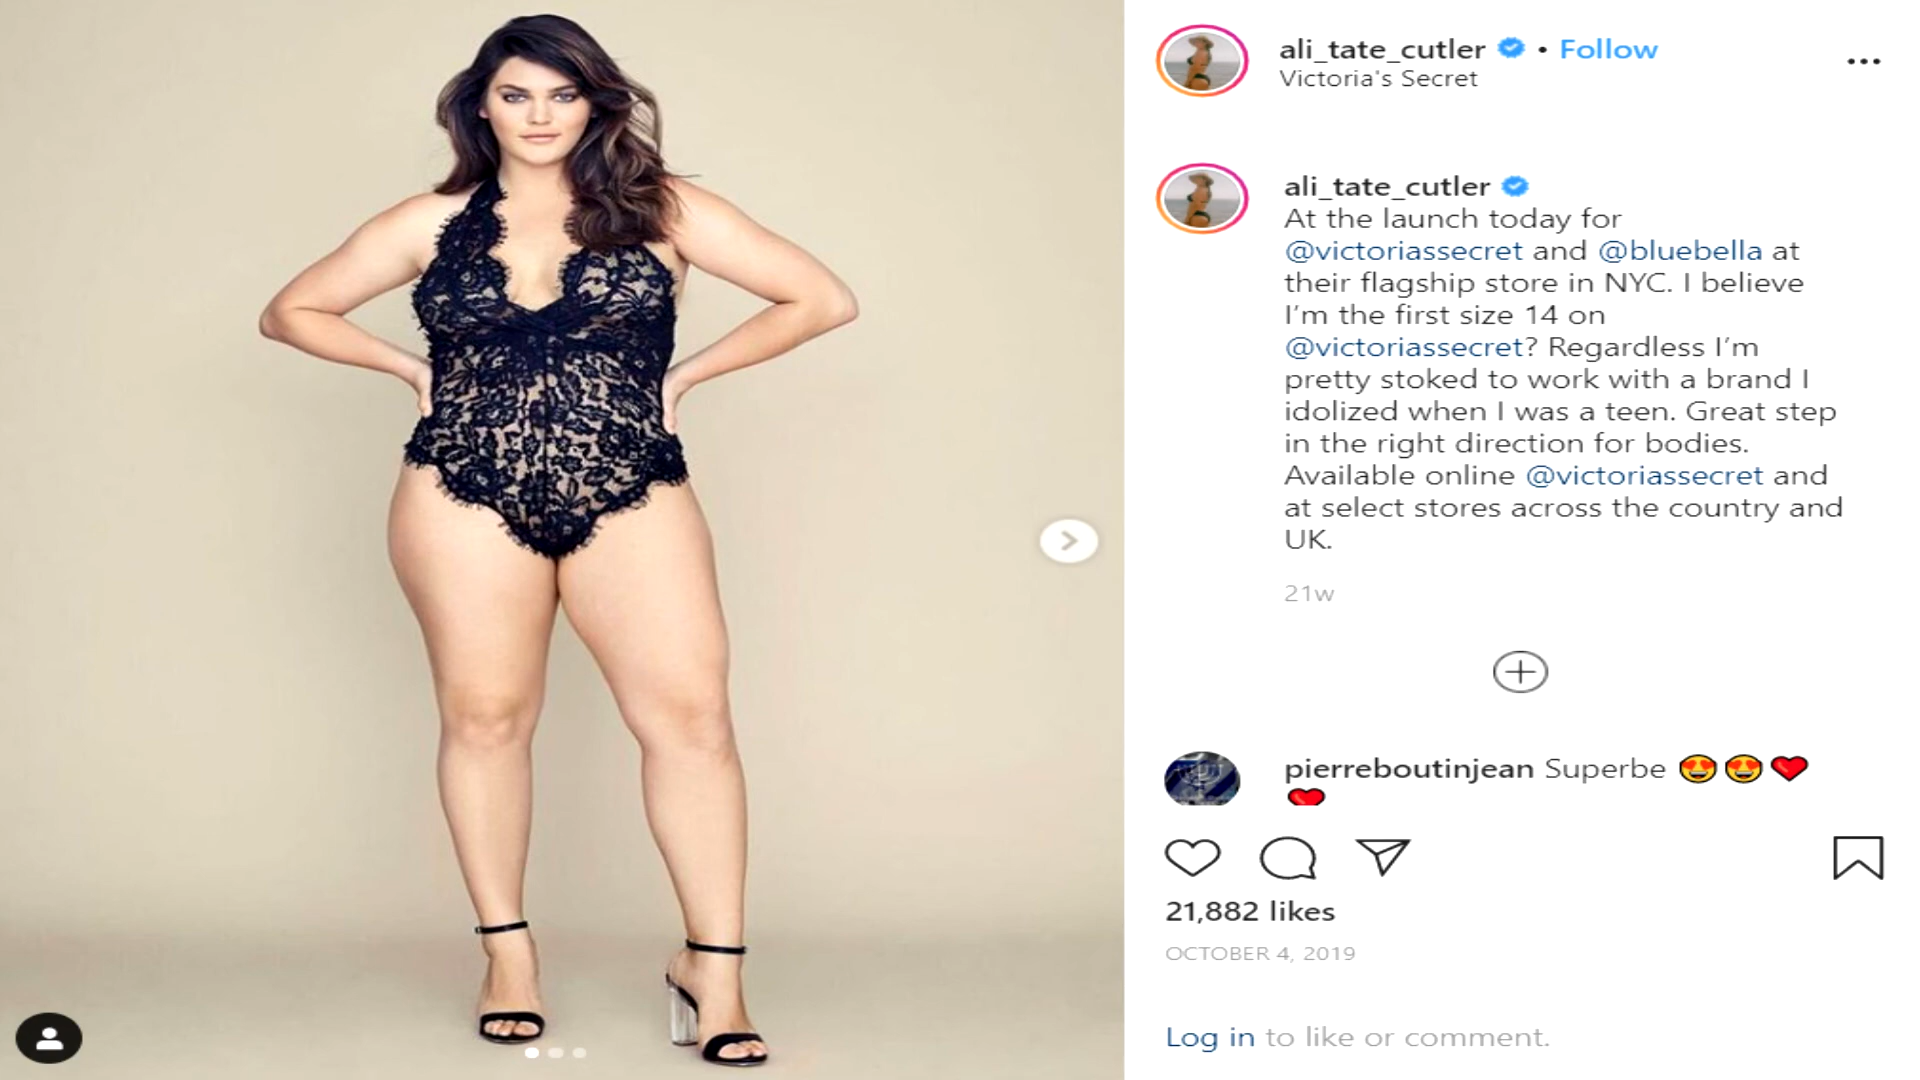 ali_tate_cutler • Follow
Victoria's Secret
ali_tate_cutler
At the launch today for
@victoriassecret and @bluebella at
their flagship store in NYC. I believe
I’m the first size 14 on
@victoriassecret? Regardless I’m
pretty stoked to work with a brand I
idolized when I was a teen. Great step
in the right direction for bodies.
Available online @victoriassecret and
at select stores across the country and
UK.
21w
pierreboutinjean Superbe 😍😍❤️
❤️
21,882 likes
OCTOBER 4, 2019
Log in to like or comment.